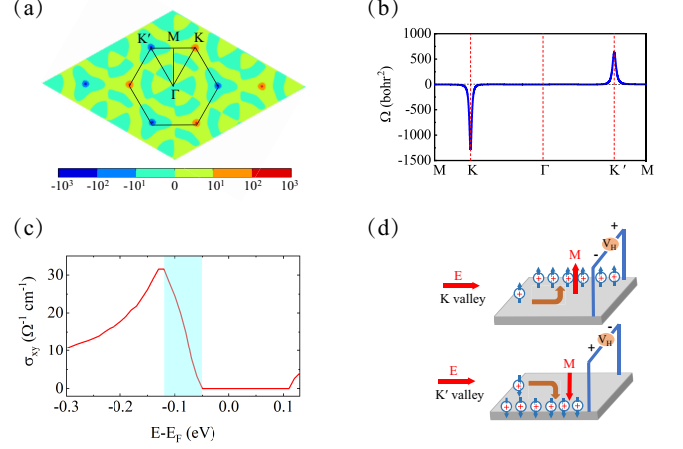 (a)
K′ M K
Γ
-10³ -10² -10¹ 0 10¹ 10² 10³
(b)
Ω (bohr²)
1000
500
0
-500
-1000
-1500
M K Γ K′ M
(c)
σxy (Ω⁻¹ cm⁻¹)
30
20
10
0
-0.3 -0.2 -0.1 0.0 0.1
E-EF (eV)
(d)
+
VH
-
M
E
K valley
-
VH
+
M
E
K′ valley